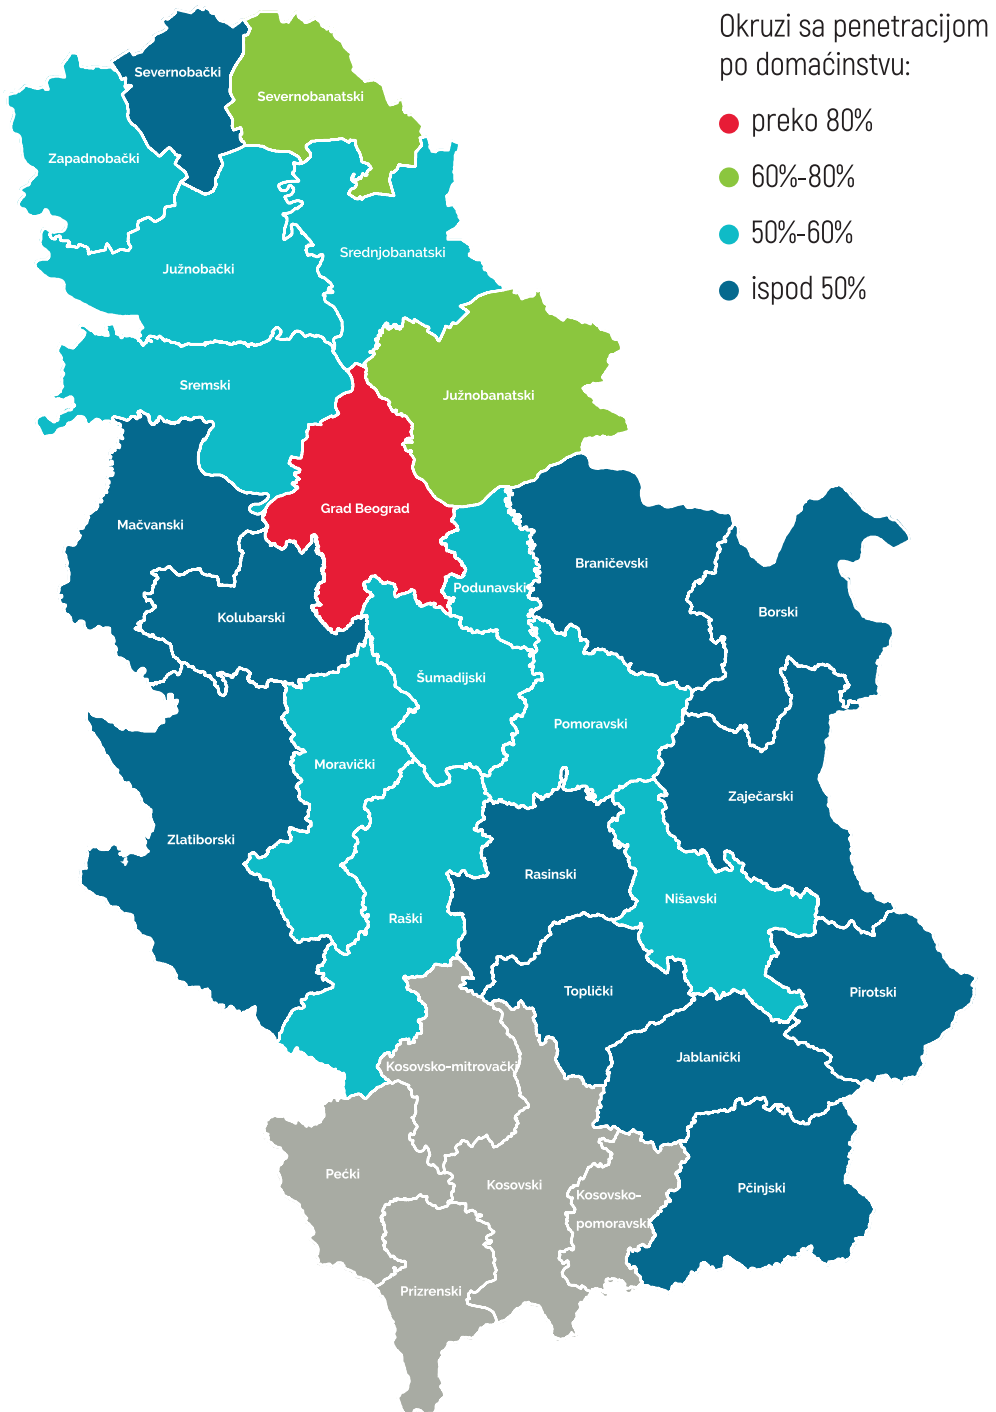 Okruzi sa penetracijom
po domaćinstvu:
preko 80%
60%-80%
50%-60%
ispod 50%
Severnobački
Severnobanatski
Zapadnobački
Srednjobanatski
Južnobački
Sremski
Južnobanatski
Grad Beograd
Mačvanski
Braničevski
Podunavski
Kolubarski
Borski
Šumadijski
Pomoravski
Moravički
Zaječarski
Zlatiborski
Rasinski
Nišavski
Raški
Toplički
Pirotski
Jablanički
Kosovsko-mitrovački
Pećki
Kosovski
Pčinjski
Kosovsko-
pomoravski
Prizrenski